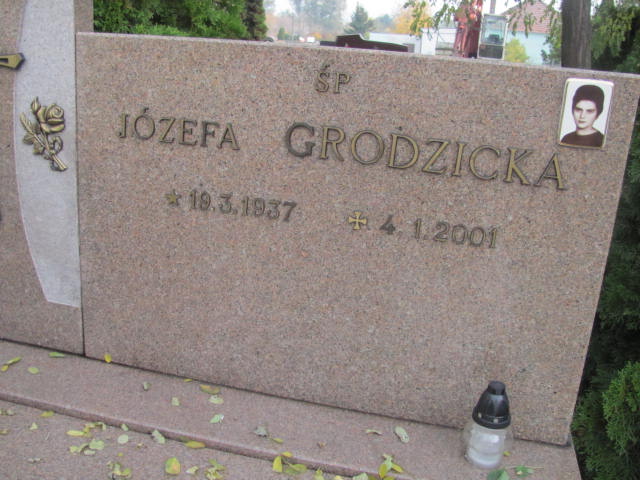 ŚP
JÓZEFA GRODZICKA
19.3.1937 4.1.2001